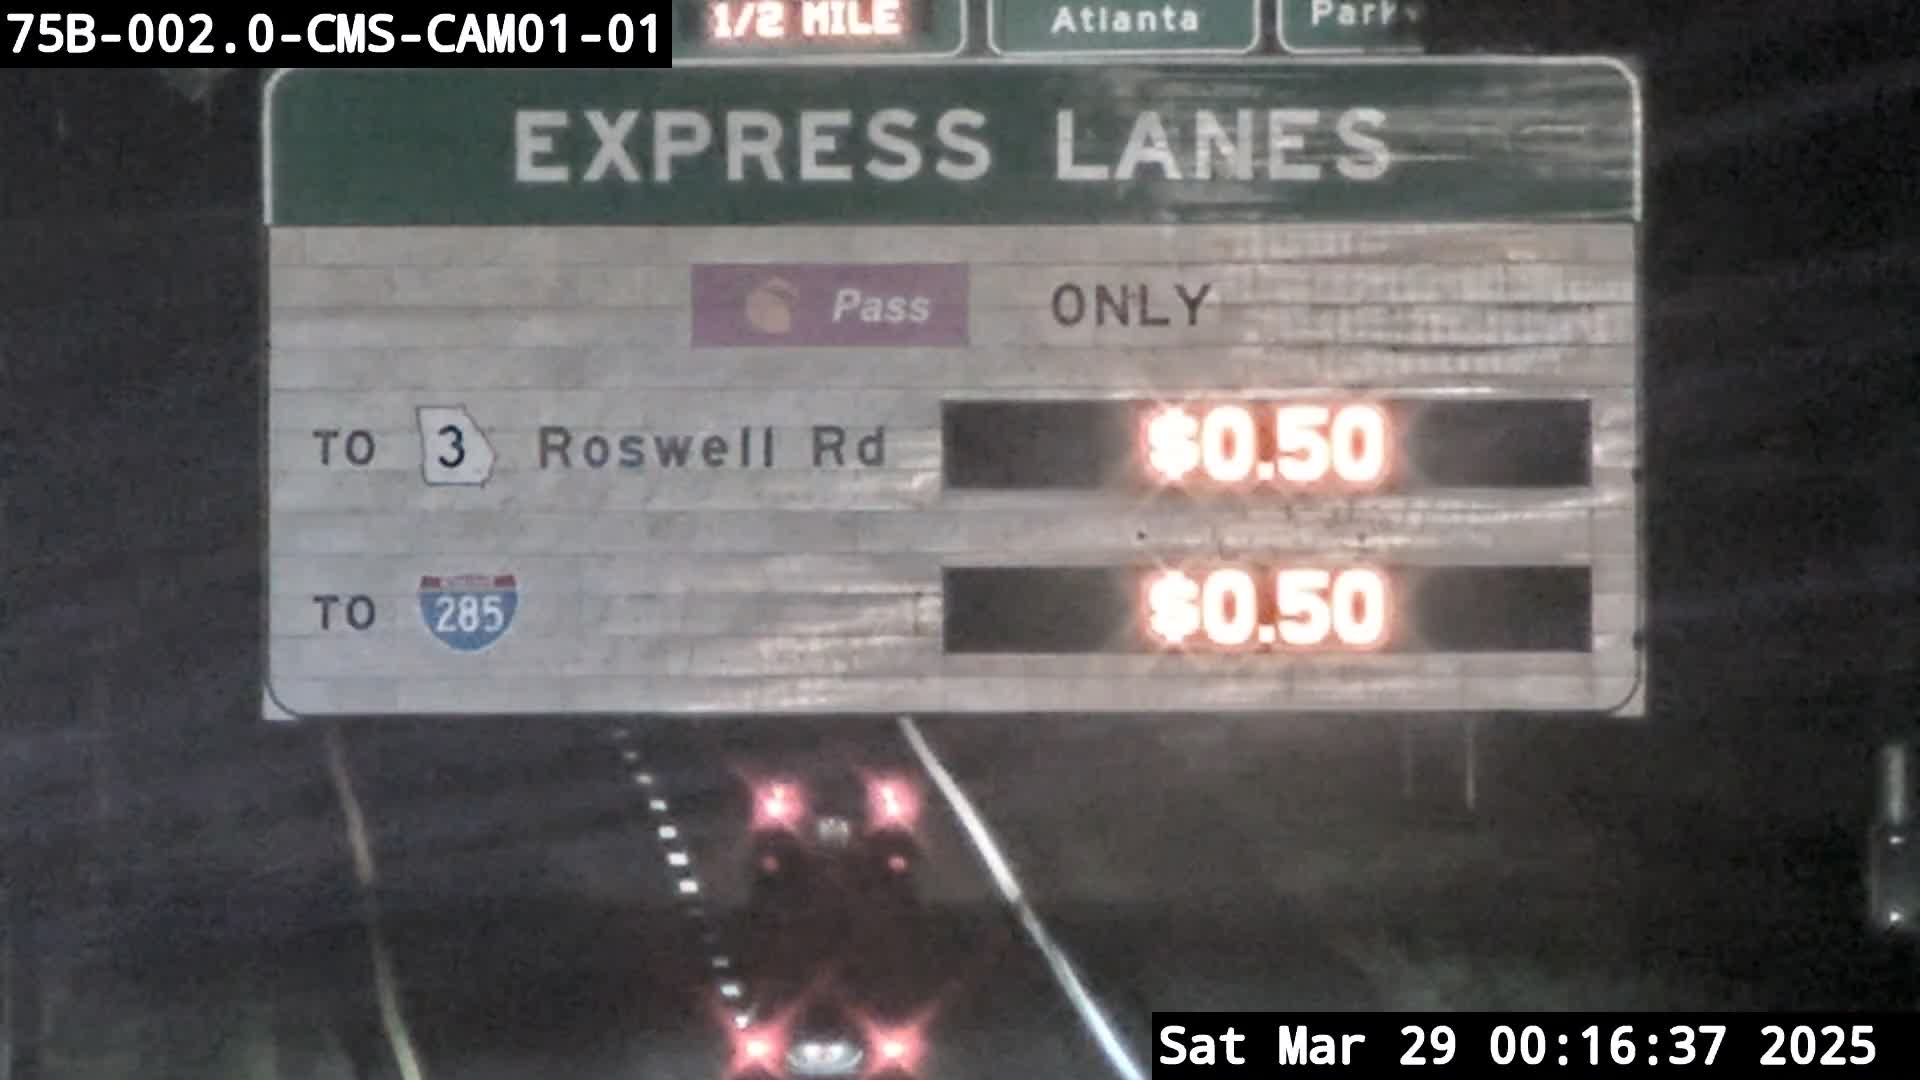 75B-002.0-CMS-CAM01-01
1/2 MILE
Atlanta
EXPRESS LANES
Pass ONLY
TO 3 Roswell Rd $0.50
TO 285 $0.50
Sat Mar 29 00:16:37 2025